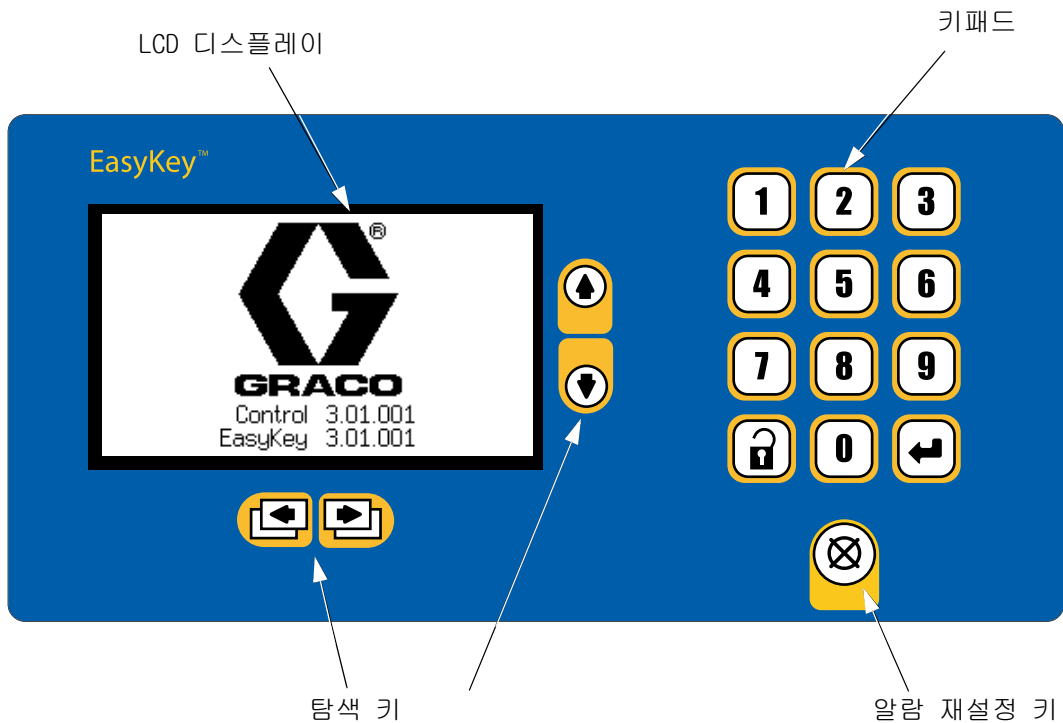 키패드
LCD 디스플레이
EasyKey™
®
GRACO
Control 3.01.001
EasyKey 3.01.001
1 2 3
4 5 6
7 8 9
0
탐색 키
알람 재설정 키